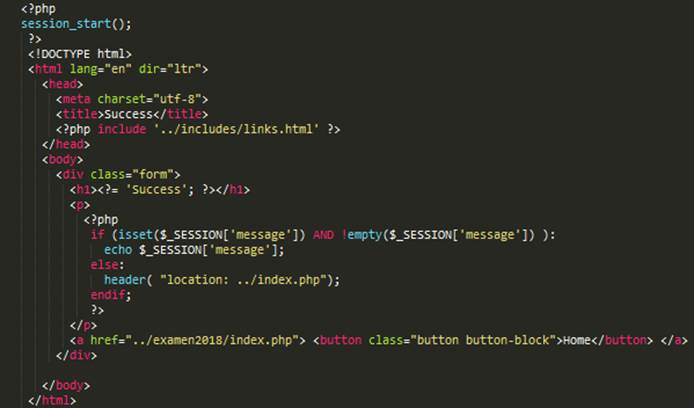 <?php
session_start();
?>
<!DOCTYPE html>
<html lang="en" dir="ltr">
<head>
<meta charset="utf-8">
<title>Success</title>
<?php include '../includes/links.html' ?>
</head>
<body>
<div class="form">
<h1><?= 'Success'; ?></h1>
<p>
<?php
if (isset($_SESSION['message']) AND !empty($_SESSION['message']) ):
echo $_SESSION['message'];
else:
header( "location: ../index.php");
endif;
?>
</p>
<a href="../examen2018/index.php"> <button class="button button-block">Home</button> </a>
</div>
</body>
</html>